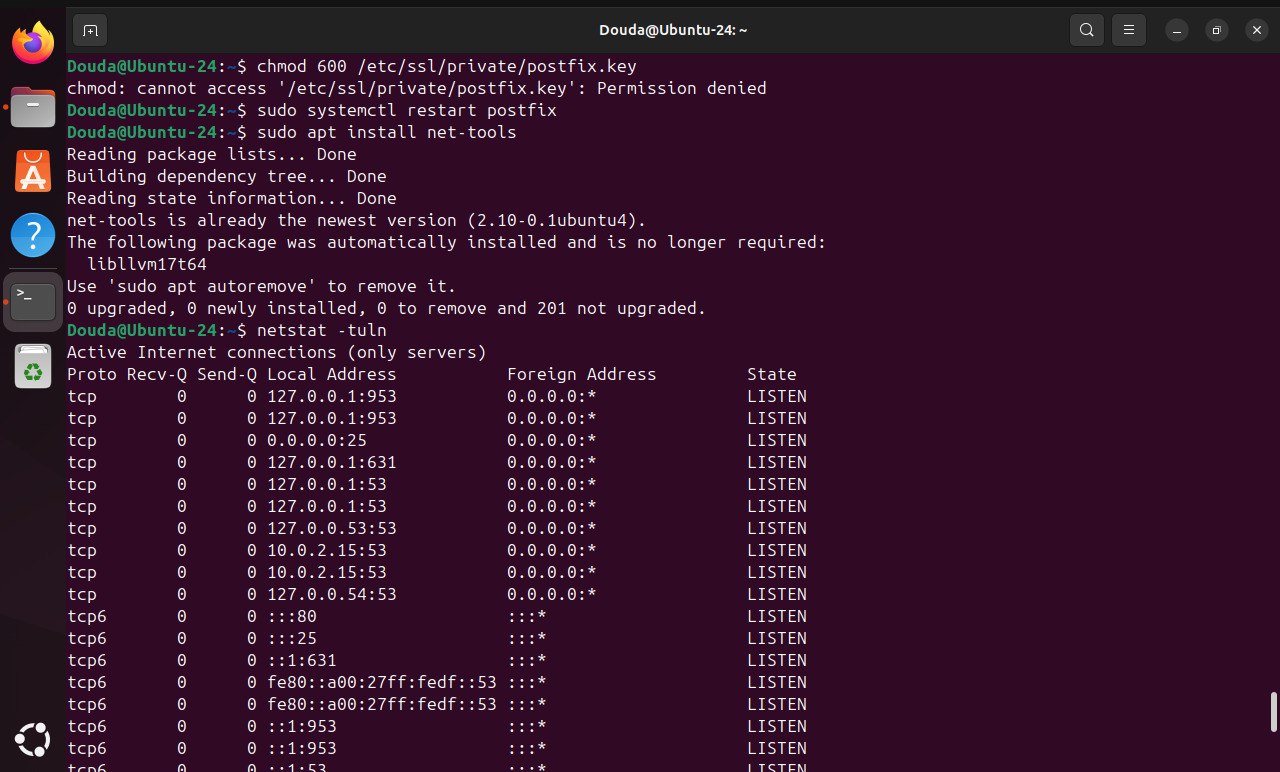 Douda@Ubuntu-24: ~
Douda@Ubuntu-24:~$ chmod 600 /etc/ssl/private/postfix.key
chmod: cannot access '/etc/ssl/private/postfix.key': Permission denied
Douda@Ubuntu-24:~$ sudo systemctl restart postfix
Douda@Ubuntu-24:~$ sudo apt install net-tools
Reading package lists... Done
Building dependency tree... Done
Reading state information... Done
net-tools is already the newest version (2.10-0.1ubuntu4).
The following package was automatically installed and is no longer required:
  libllvm17t64
Use 'sudo apt autoremove' to remove it.
0 upgraded, 0 newly installed, 0 to remove and 201 not upgraded.
Douda@Ubuntu-24:~$ netstat -tuln
Active Internet connections (only servers)
Proto Recv-Q Send-Q Local Address           Foreign Address         State
tcp        0      0 127.0.0.1:953           0.0.0.0:*               LISTEN
tcp        0      0 127.0.0.1:953           0.0.0.0:*               LISTEN
tcp        0      0 0.0.0.0:25              0.0.0.0:*               LISTEN
tcp        0      0 127.0.0.1:631           0.0.0.0:*               LISTEN
tcp        0      0 127.0.0.1:53            0.0.0.0:*               LISTEN
tcp        0      0 127.0.0.1:53            0.0.0.0:*               LISTEN
tcp        0      0 127.0.0.53:53           0.0.0.0:*               LISTEN
tcp        0      0 10.0.2.15:53            0.0.0.0:*               LISTEN
tcp        0      0 10.0.2.15:53            0.0.0.0:*               LISTEN
tcp        0      0 127.0.0.54:53           0.0.0.0:*               LISTEN
tcp6       0      0 :::80                   :::*                    LISTEN
tcp6       0      0 :::25                   :::*                    LISTEN
tcp6       0      0 ::1:631                 :::*                    LISTEN
tcp6       0      0 fe80::a00:27ff:fedf::53 :::*                    LISTEN
tcp6       0      0 fe80::a00:27ff:fedf::53 :::*                    LISTEN
tcp6       0      0 ::1:953                 :::*                    LISTEN
tcp6       0      0 ::1:953                 :::*                    LISTEN
tcp6       0      0 ::1:53                  :::*                    LISTEN